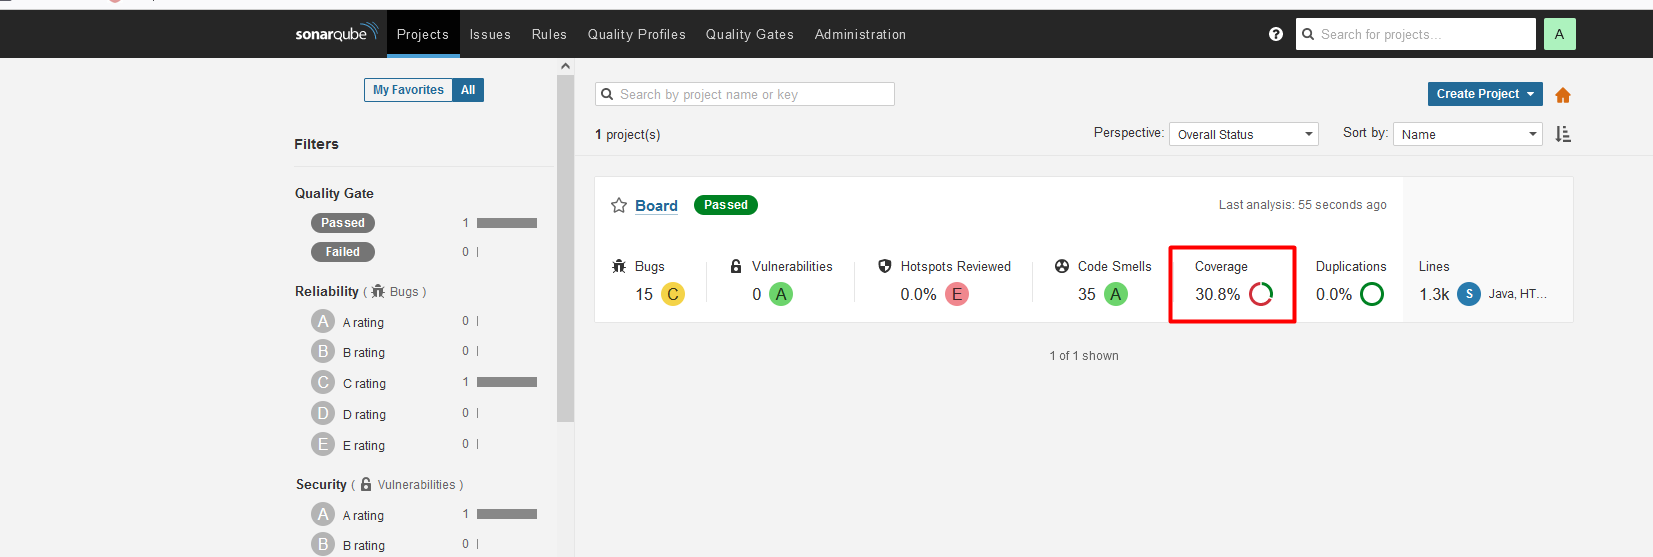 sonarqube Projects Issues Rules Quality Profiles Quality Gates Administration ? Search for projects... A
My Favorites All
Filters
Quality Gate
Passed 1
Failed 0
Reliability ( Bugs )
A A rating 0
B B rating 0
C C rating 1
D D rating 0
E E rating 0
Security ( Vulnerabilities )
A A rating 1
B B rating 0
Search by project name or key Create Project
1 project(s) Perspective: Overall Status Sort by: Name
Board Passed Last analysis: 55 seconds ago
Bugs Vulnerabilities Hotspots Reviewed Code Smells Coverage Duplications Lines
15 C 0 A 0.0% E 35 A 30.8% 0.0% 1.3k S Java, HT...
1 of 1 shown